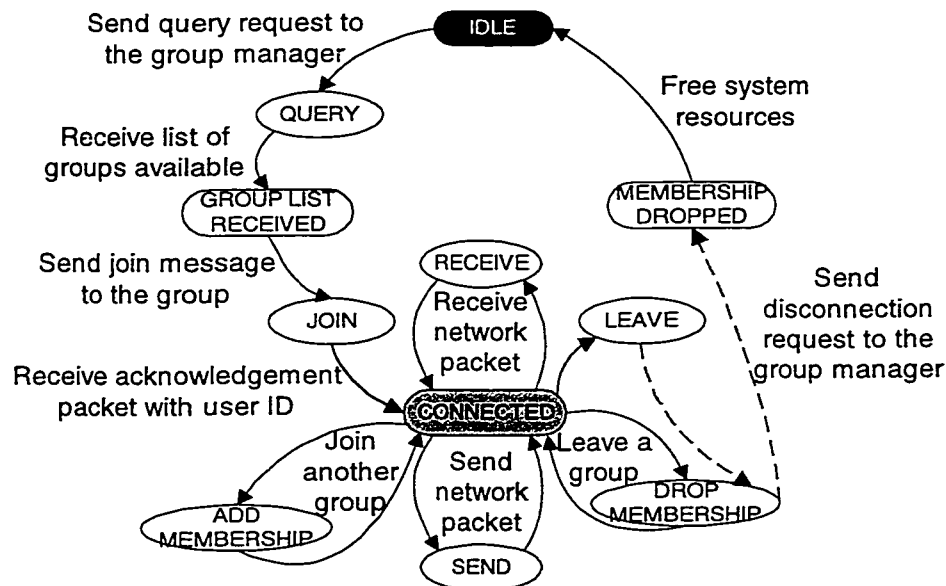 Send query request to
the group manager
IDLE
QUERY
Free system
resources
Receive list of
groups available
GROUP LIST
RECEIVED
MEMBERSHIP
DROPPED
Send join message
to the group
RECEIVE
Receive
network
packet
JOIN
LEAVE
Send
disconnection
request to the
group manager
Receive acknowledgement
packet with user ID
CONNECTED
Join
another
group
Send
network
packet
Leave a
group
ADD
MEMBERSHIP
DROP
MEMBERSHIP
SEND